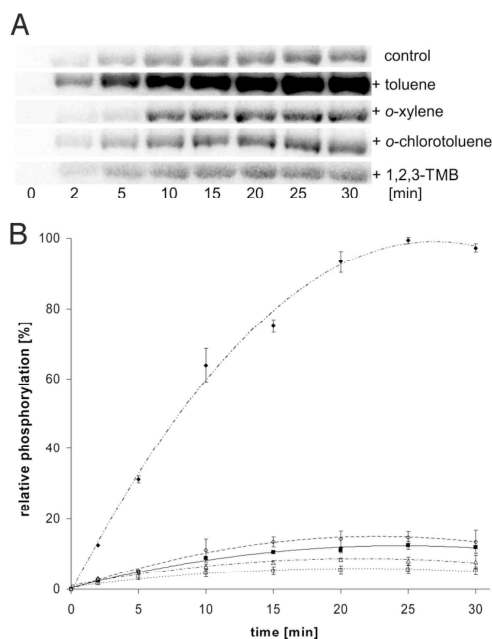 A
control
+ toluene
+ o-xylene
+ o-chlorotoluene
+ 1,2,3-TMB
0 2 5 10 15 20 25 30 [min]
B
100
80
60
40
20
0
0 5 10 15 20 25 30
relative phosphorylation [%]
time [min]